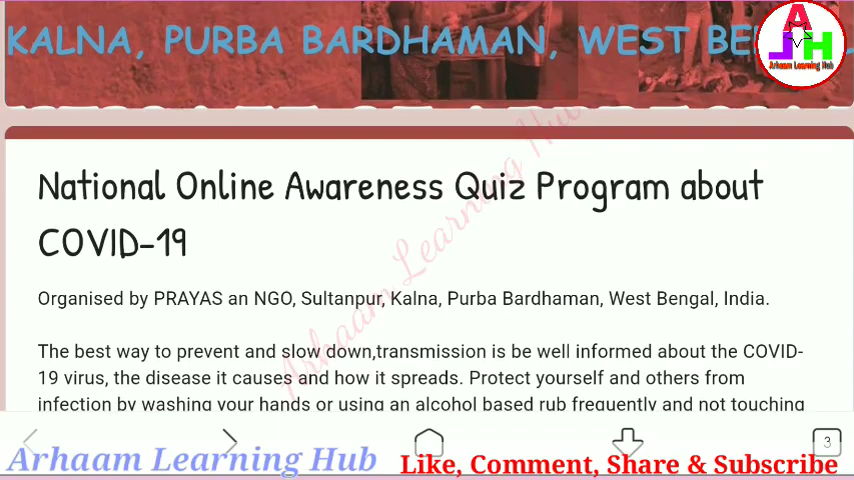 KALNA, PURBA BARDHAMAN, WEST BE
AJH
Arhaam Learning Hub
National Online Awareness Quiz Program about
COVID-19
Organised by PRAYAS an NGO, Sultanpur, Kalna, Purba Bardhaman, West Bengal, India.
The best way to prevent and slow down,transmission is be well informed about the COVID-
19 virus, the disease it causes and how it spreads. Protect yourself and others from
infection by washing your hands or using an alcohol based rub frequently and not touching
Arhaam Learning Hub
3
Arhaam Learning Hub
Like, Comment, Share & Subscribe